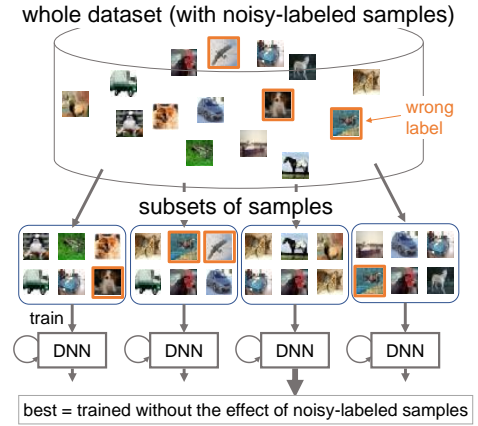 whole dataset (with noisy-labeled samples)
wrong
label
subsets of samples
train
DNN
DNN
DNN
DNN
best = trained without the effect of noisy-labeled samples